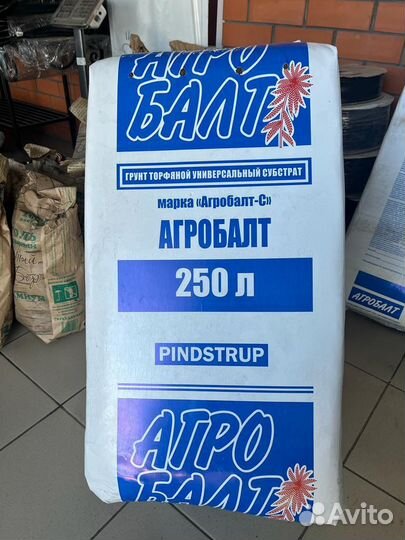 АГРО
БАЛТ
ГРУНТ ТОРФЯНОЙ УНИВЕРСАЛЬНЫЙ СУБСТРАТ
марка «Агробалт-С»
АГРОБАЛТ
250 л
PINDSTRUP
АГРО
БАЛТ
АГРОБАЛТ
Avito